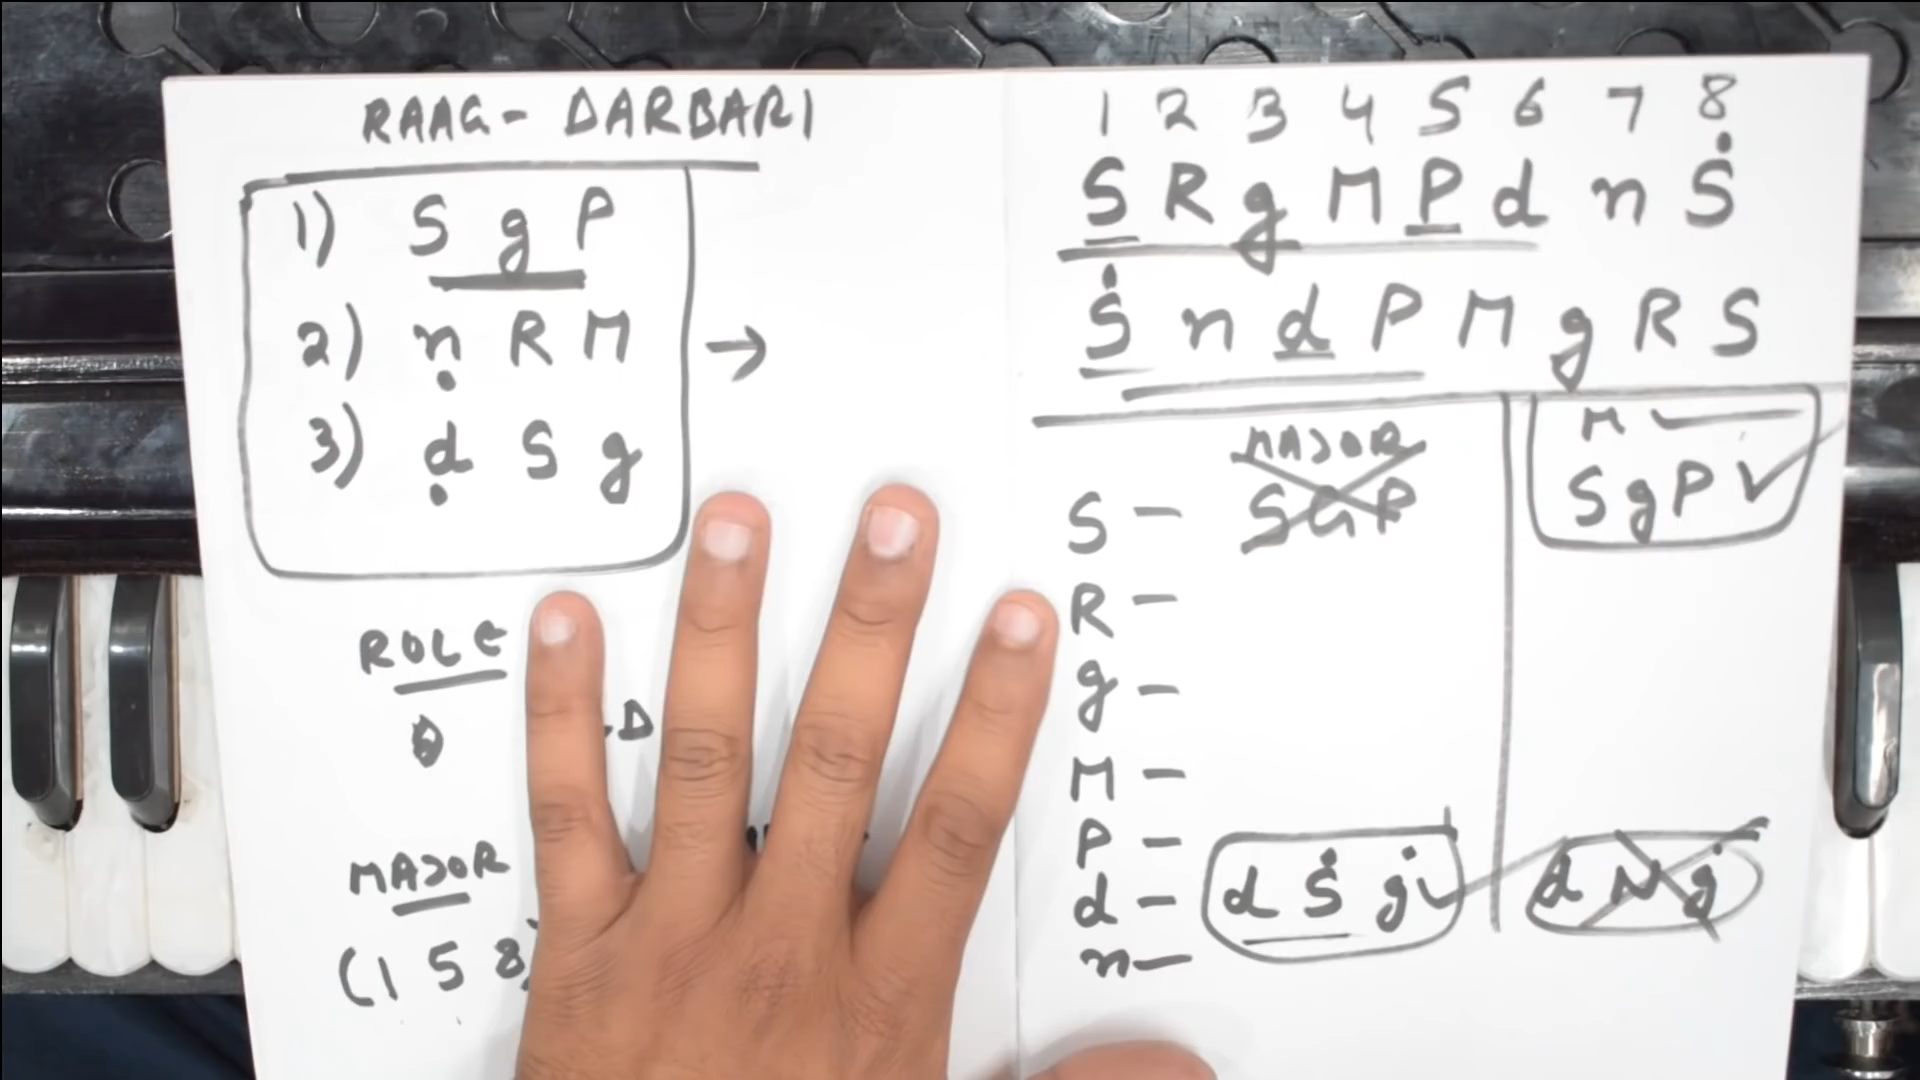 RAAG - DARBARI
1) S g P
2) ṇ R M →
3) ḍ S g
ROLE
D
MAJOR
(1 5 8)
1 2 3 4 5 6 7 8
S R g M P d n Ṡ
Ṡ n d P M g R S
MAJOR
S - S G P
M
S g P ✓
R -
g -
M -
P -
d - d Ṡ ġ ✓
d N ġ
n -